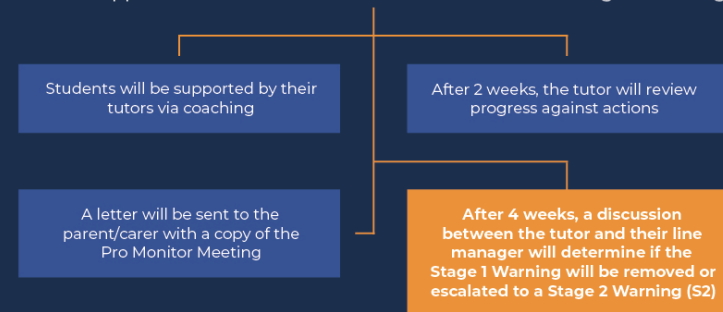 Students will be supported by their
tutors via coaching
After 2 weeks, the tutor will review
progress against actions
A letter will be sent to the
parent/carer with a copy of the
Pro Monitor Meeting
After 4 weeks, a discussion
between the tutor and their line
manager will determine if the
Stage 1 Warning will be removed or
escalated to a Stage 2 Warning (S2)